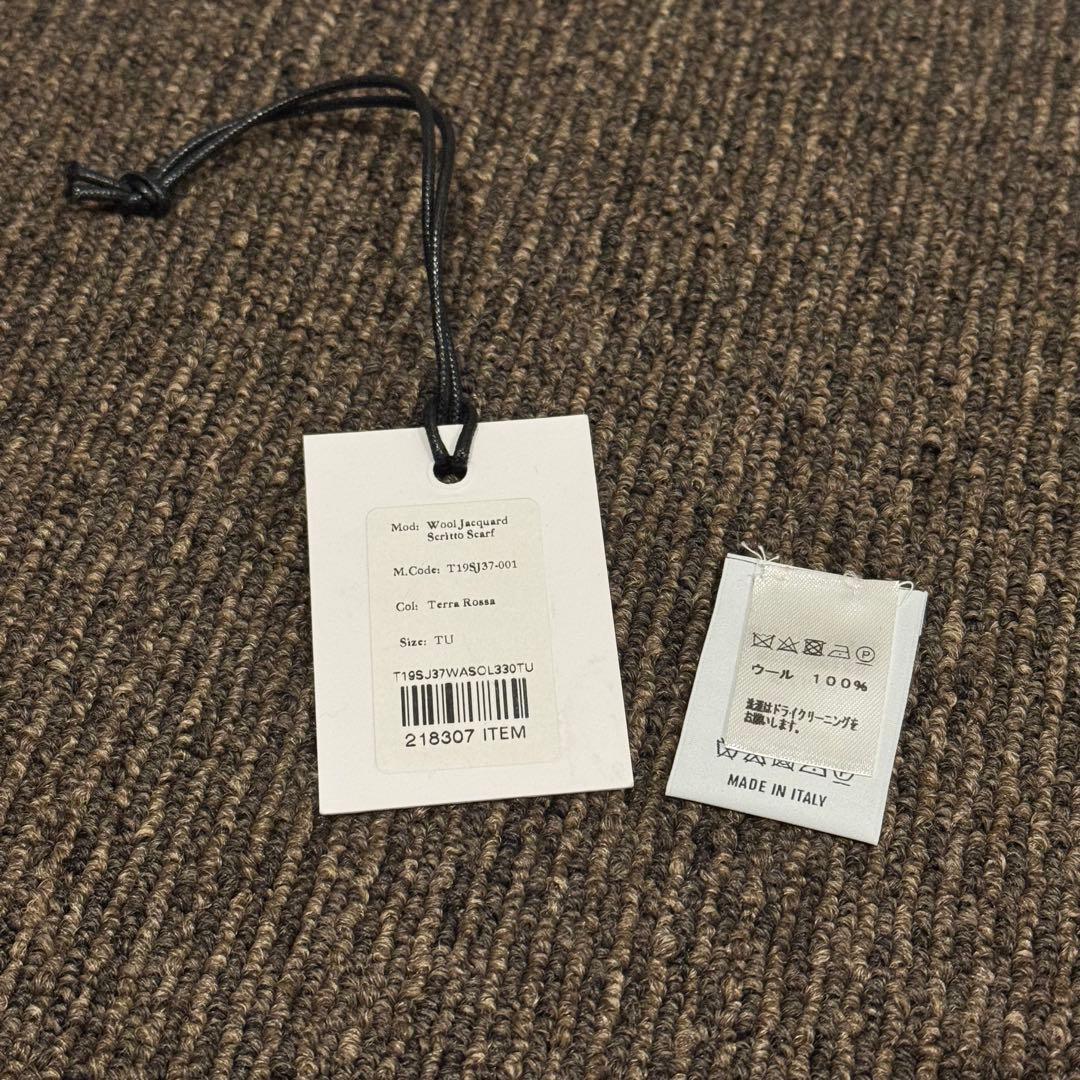 Mod: Wool Jacquard
Scritto Scarf
M.Code: T19SJ37-001
Col: Terra Rossa
Size: TU
T19SJ37WASOL330TU
218307 ITEM
ウール 100%
洗濯はドライクリーニングを
お願いします。
MADE IN ITALY